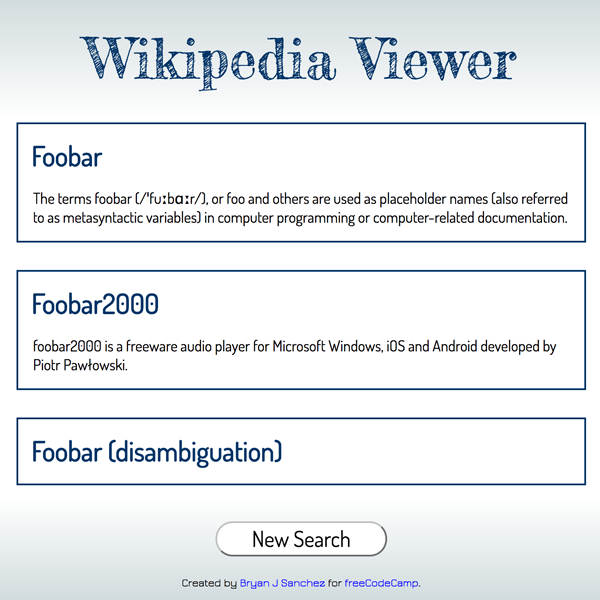 Wikipedia Viewer
Foobar
The terms foobar (/ˈfuːbɑːr/), or foo and others are used as placeholder names (also referred
to as metasyntactic variables) in computer programming or computer-related documentation.
Foobar2000
foobar2000 is a freeware audio player for Microsoft Windows, iOS and Android developed by
Piotr Pawłowski.
Foobar (disambiguation)
New Search
Created by Bryan J Sanchez for freeCodeCamp.